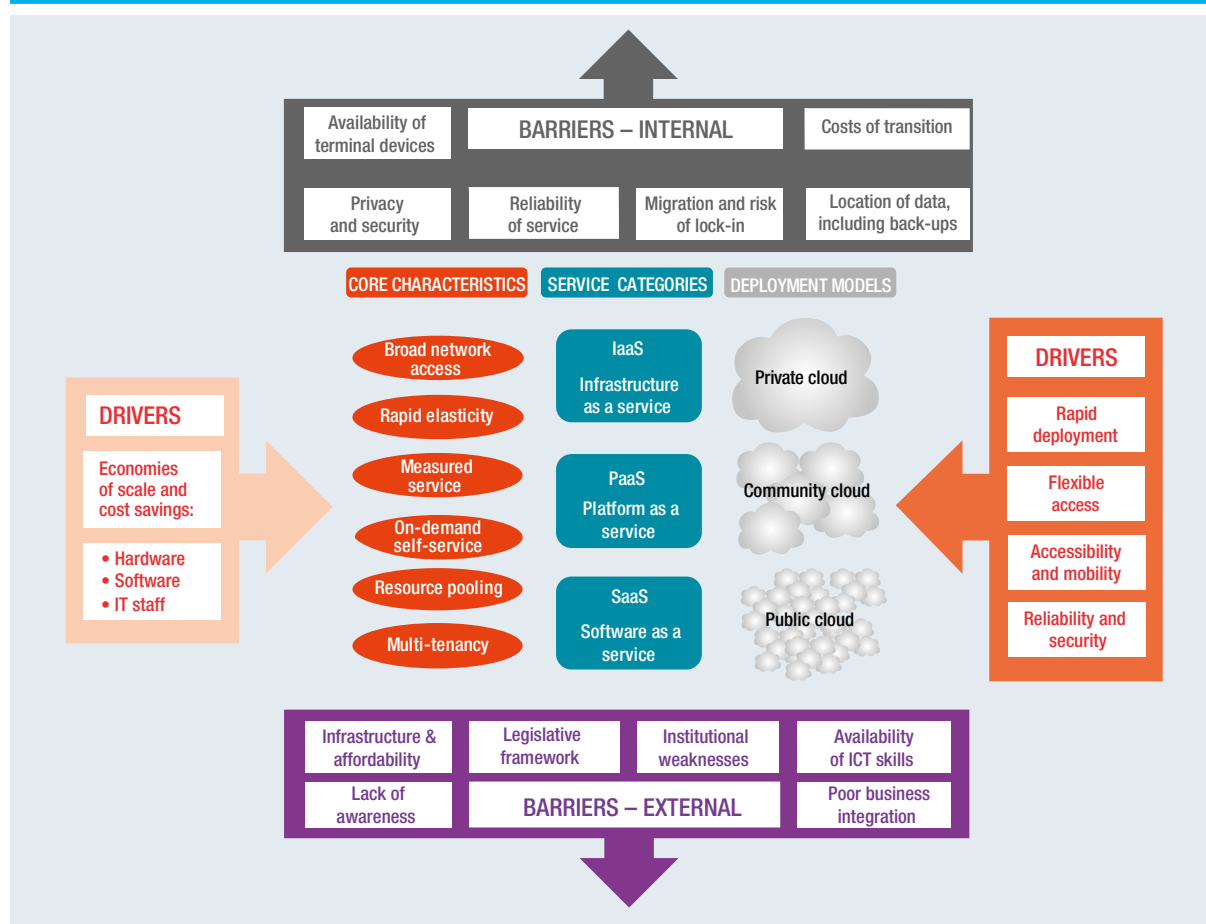 Availability of
terminal devices
BARRIERS – INTERNAL
Costs of transition
Privacy
and security
Reliability
of service
Migration and risk
of lock-in
Location of data,
including back-ups
CORE CHARACTERISTICS
SERVICE CATEGORIES
DEPLOYMENT MODELS
DRIVERS
Economies
of scale and
cost savings:
• Hardware
• Software
• IT staff
Broad network
access
Rapid elasticity
Measured
service
On-demand
self-service
Resource pooling
Multi-tenancy
IaaS
Infrastructure
as a service
PaaS
Platform as a
service
SaaS
Software as a
service
Private cloud
Community cloud
Public cloud
DRIVERS
Rapid
deployment
Flexible
access
Accessibility
and mobility
Reliability and
security
Infrastructure &
affordability
Legislative
framework
Institutional
weaknesses
Availability
of ICT skills
Lack of
awareness
BARRIERS – EXTERNAL
Poor business
integration